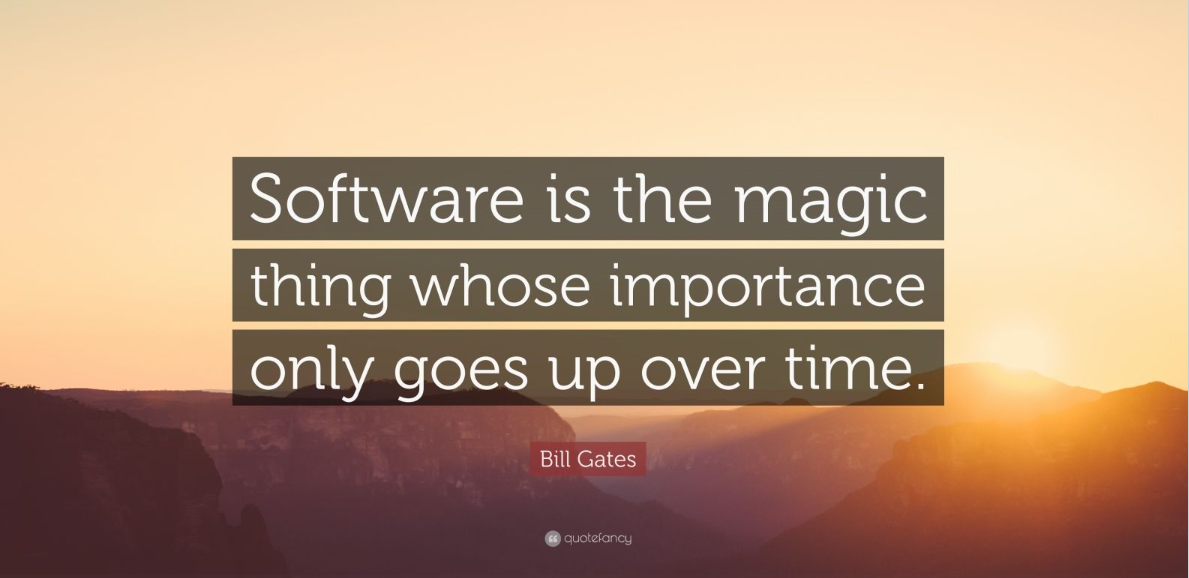 Software is the magic
thing whose importance
only goes up over time.
Bill Gates
quotefancy